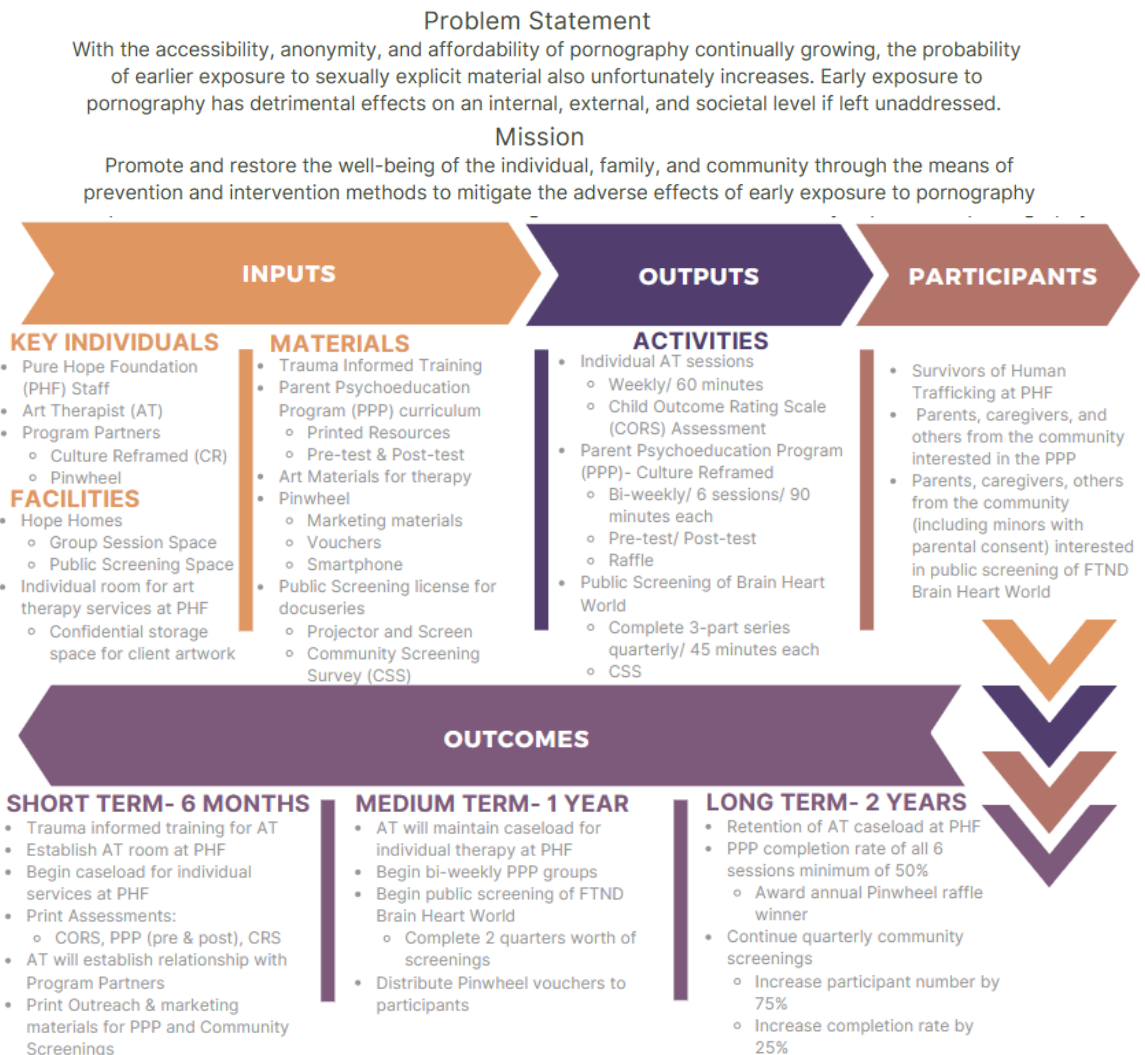 Problem Statement
With the accessibility, anonymity, and affordability of pornography continually growing, the probability
of earlier exposure to sexually explicit material also unfortunately increases. Early exposure to
pornography has detrimental effects on an internal, external, and societal level if left unaddressed.
Mission
Promote and restore the well-being of the individual, family, and community through the means of
prevention and intervention methods to mitigate the adverse effects of early exposure to pornography
INPUTS
OUTPUTS
PARTICIPANTS
KEY INDIVIDUALS
• Pure Hope Foundation
(PHF) Staff
• Art Therapist (AT)
• Program Partners
◦ Culture Reframed (CR)
◦ Pinwheel
FACILITIES
• Hope Homes
◦ Group Session Space
◦ Public Screening Space
• Individual room for art
therapy services at PHF
◦ Confidential storage
space for client artwork
MATERIALS
• Trauma Informed Training
• Parent Psychoeducation
Program (PPP) curriculum
◦ Printed Resources
◦ Pre-test & Post-test
• Art Materials for therapy
• Pinwheel
◦ Marketing materials
◦ Vouchers
◦ Smartphone
• Public Screening license for
docuseries
◦ Projector and Screen
◦ Community Screening
Survey (CSS)
ACTIVITIES
• Individual AT sessions
◦ Weekly/ 60 minutes
◦ Child Outcome Rating Scale
(CORS) Assessment
• Parent Psychoeducation Program
(PPP)- Culture Reframed
◦ Bi-weekly/ 6 sessions/ 90
minutes each
◦ Pre-test/ Post-test
◦ Raffle
• Public Screening of Brain Heart
World
◦ Complete 3-part series
quarterly/ 45 minutes each
◦ CSS
• Survivors of Human
Trafficking at PHF
• Parents, caregivers, and
others from the community
interested in the PPP
• Parents, caregivers, others
from the community
(including minors with
parental consent) interested
in public screening of FTND
Brain Heart World
OUTCOMES
SHORT TERM- 6 MONTHS
• Trauma informed training for AT
• Establish AT room at PHF
• Begin caseload for individual
services at PHF
• Print Assessments:
◦ CORS, PPP (pre & post), CRS
• AT will establish relationship with
Program Partners
• Print Outreach & marketing
materials for PPP and Community
Screenings
MEDIUM TERM- 1 YEAR
• AT will maintain caseload for
individual therapy at PHF
• Begin bi-weekly PPP groups
• Begin public screening of FTND
Brain Heart World
◦ Complete 2 quarters worth of
screenings
• Distribute Pinwheel vouchers to
participants
LONG TERM- 2 YEARS
• Retention of AT caseload at PHF
• PPP completion rate of all 6
sessions minimum of 50%
◦ Award annual Pinwheel raffle
winner
• Continue quarterly community
screenings
◦ Increase participant number by
75%
◦ Increase completion rate by
25%